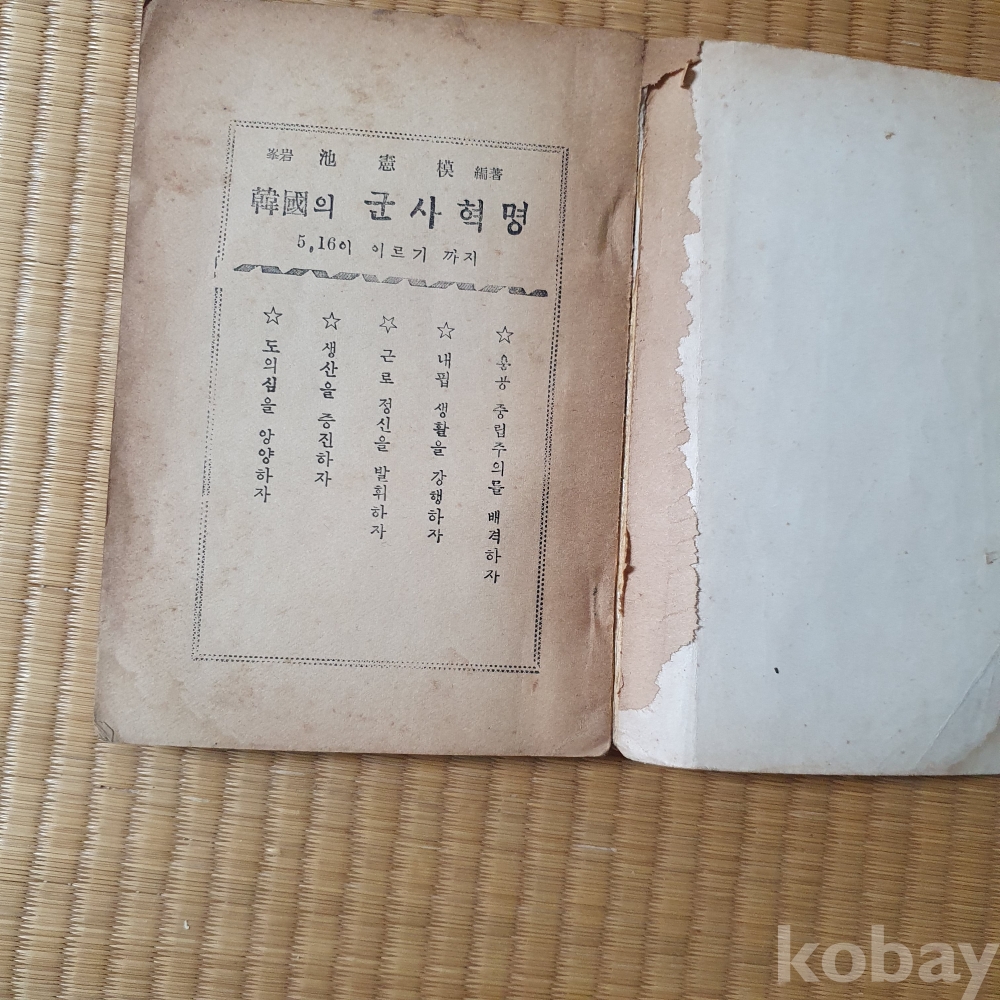 峯岩 池憲模 編著
韓國의 군사혁명
5.16이 이르기 까지
☆ 용공 중립주의를 배격하자
☆ 내핍 생활을 강행하자
☆ 근로 정신을 발휘하자
☆ 생산을 증진하자
☆ 도의심을 앙양하자
kobay